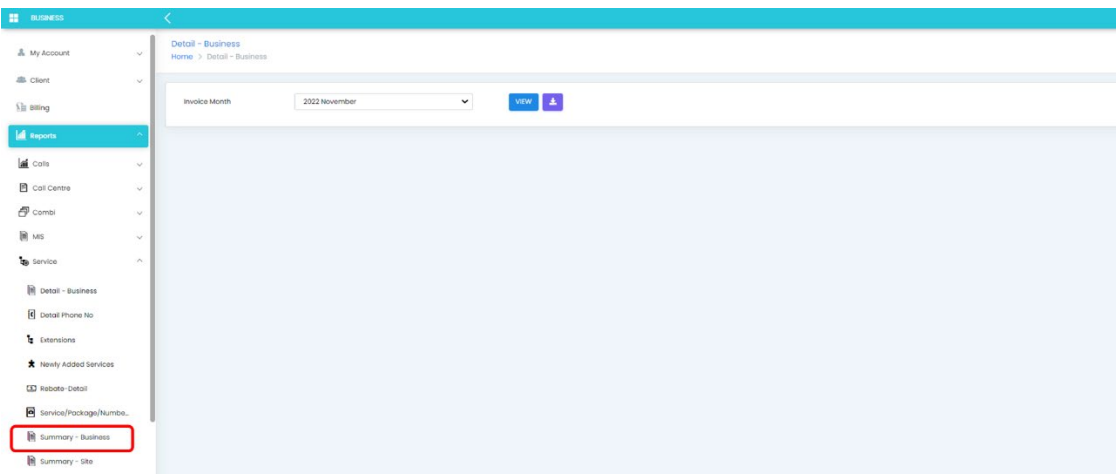 BUSINESS
My Account
Client
Billing
Reports
Calls
Call Centre
Combi
MIS
Service
Detail - Business
Detail Phone No
Extensions
Newly Added Services
Rebate-Detail
Service/Package/Numbe...
Summary - Business
Summary - Site
Detail - Business
Home > Detail - Business
Invoice Month 2022 November VIEW